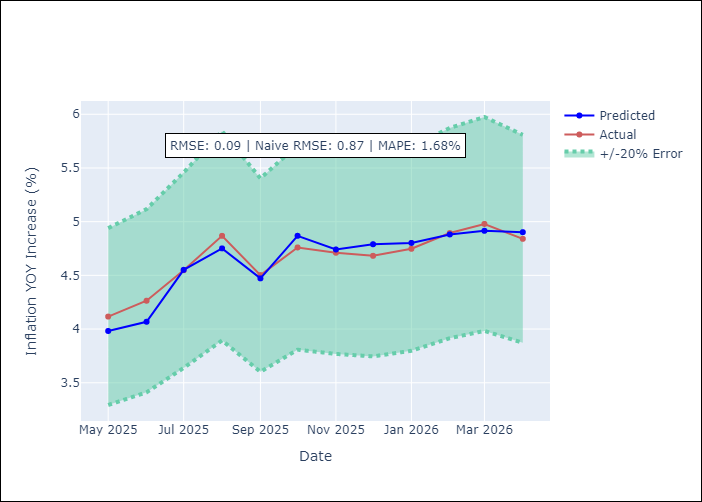 RMSE: 0.09 | Naive RMSE: 0.87 | MAPE: 1.68%
Predicted
Actual
+/-20% Error
Inflation YOY Increase (%)
6
5.5
5
4.5
4
3.5
May 2025
Jul 2025
Sep 2025
Nov 2025
Jan 2026
Mar 2026
Date